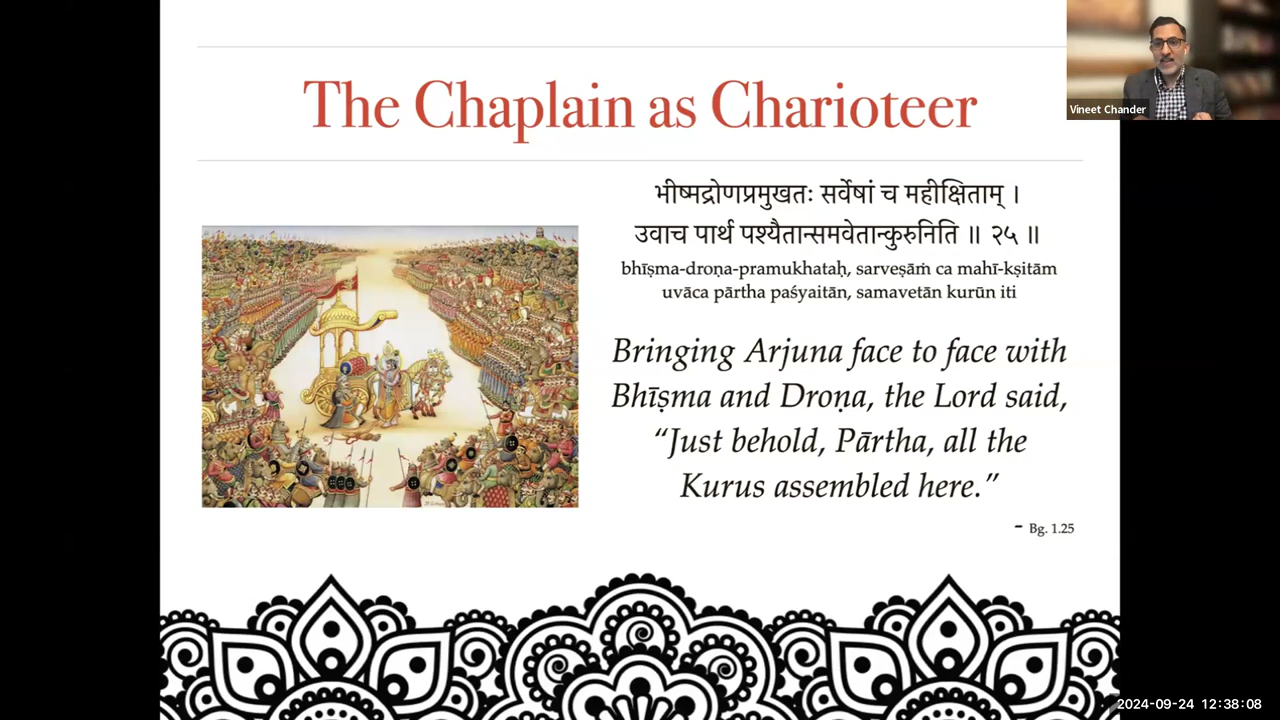 The Chaplain as Charioteer
Vineet Chander
भीष्मद्रोणप्रमुखतः सर्वेषां च महीक्षिताम् ।
उवाच पार्थ पश्यैतान्समवेतान्कुरुनिति ॥ २५ ॥
bhīṣma-droṇa-pramukhataḥ, sarveṣāṁ ca mahī-kṣitām
uvāca pārtha paśyaitān, samavetān kurūn iti
Bringing Arjuna face to face with
Bhīṣma and Droṇa, the Lord said,
“Just behold, Pārtha, all the
Kurus assembled here.”
- Bg. 1.25
2024-09-24 12:38:08